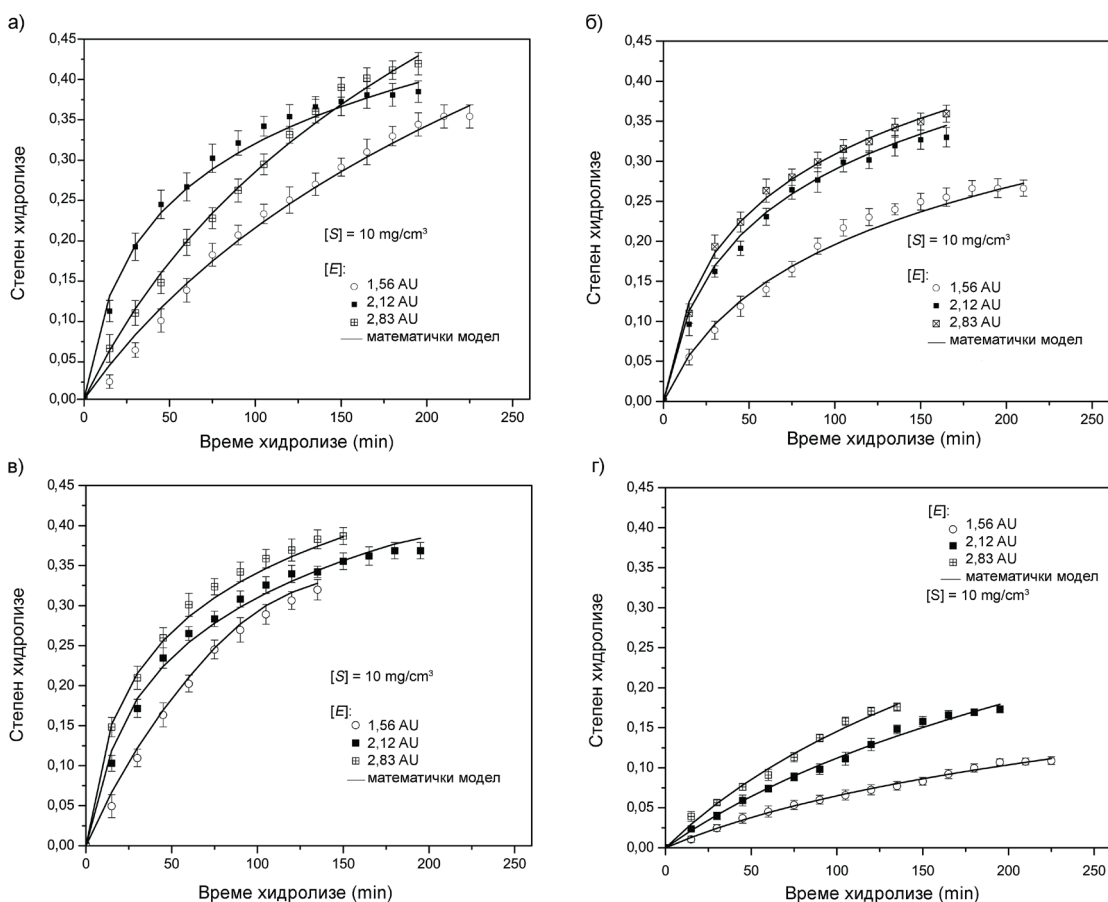 а)
0,45
0,40
0,35
0,30
0,25
0,20
0,15
0,10
0,05
0,00
Степен хидролизе
[S] = 10 mg/cm³
[E]:
1,56 AU
2,12 AU
2,83 AU
математички модел
0 50 100 150 200 250
Време хидролизе (min)
б)
0,45
0,40
0,35
0,30
0,25
0,20
0,15
0,10
0,05
0,00
Степен хидролизе
[S] = 10 mg/cm³
[E]:
1,56 AU
2,12 AU
2,83 AU
математички модел
0 50 100 150 200 250
Време хидролизе (min)
в)
0,45
0,40
0,35
0,30
0,25
0,20
0,15
0,10
0,05
0,00
Степен хидролизе
[S] = 10 mg/cm³
[E]:
1,56 AU
2,12 AU
2,83 AU
математички модел
0 50 100 150 200 250
Време хидролизе (min)
г)
0,45
0,40
0,35
0,30
0,25
0,20
0,15
0,10
0,05
0,00
Степен хидролизе
[E]:
1,56 AU
2,12 AU
2,83 AU
математички модел
[S] = 10 mg/cm³
0 50 100 150 200 250
Време хидролизе (min)